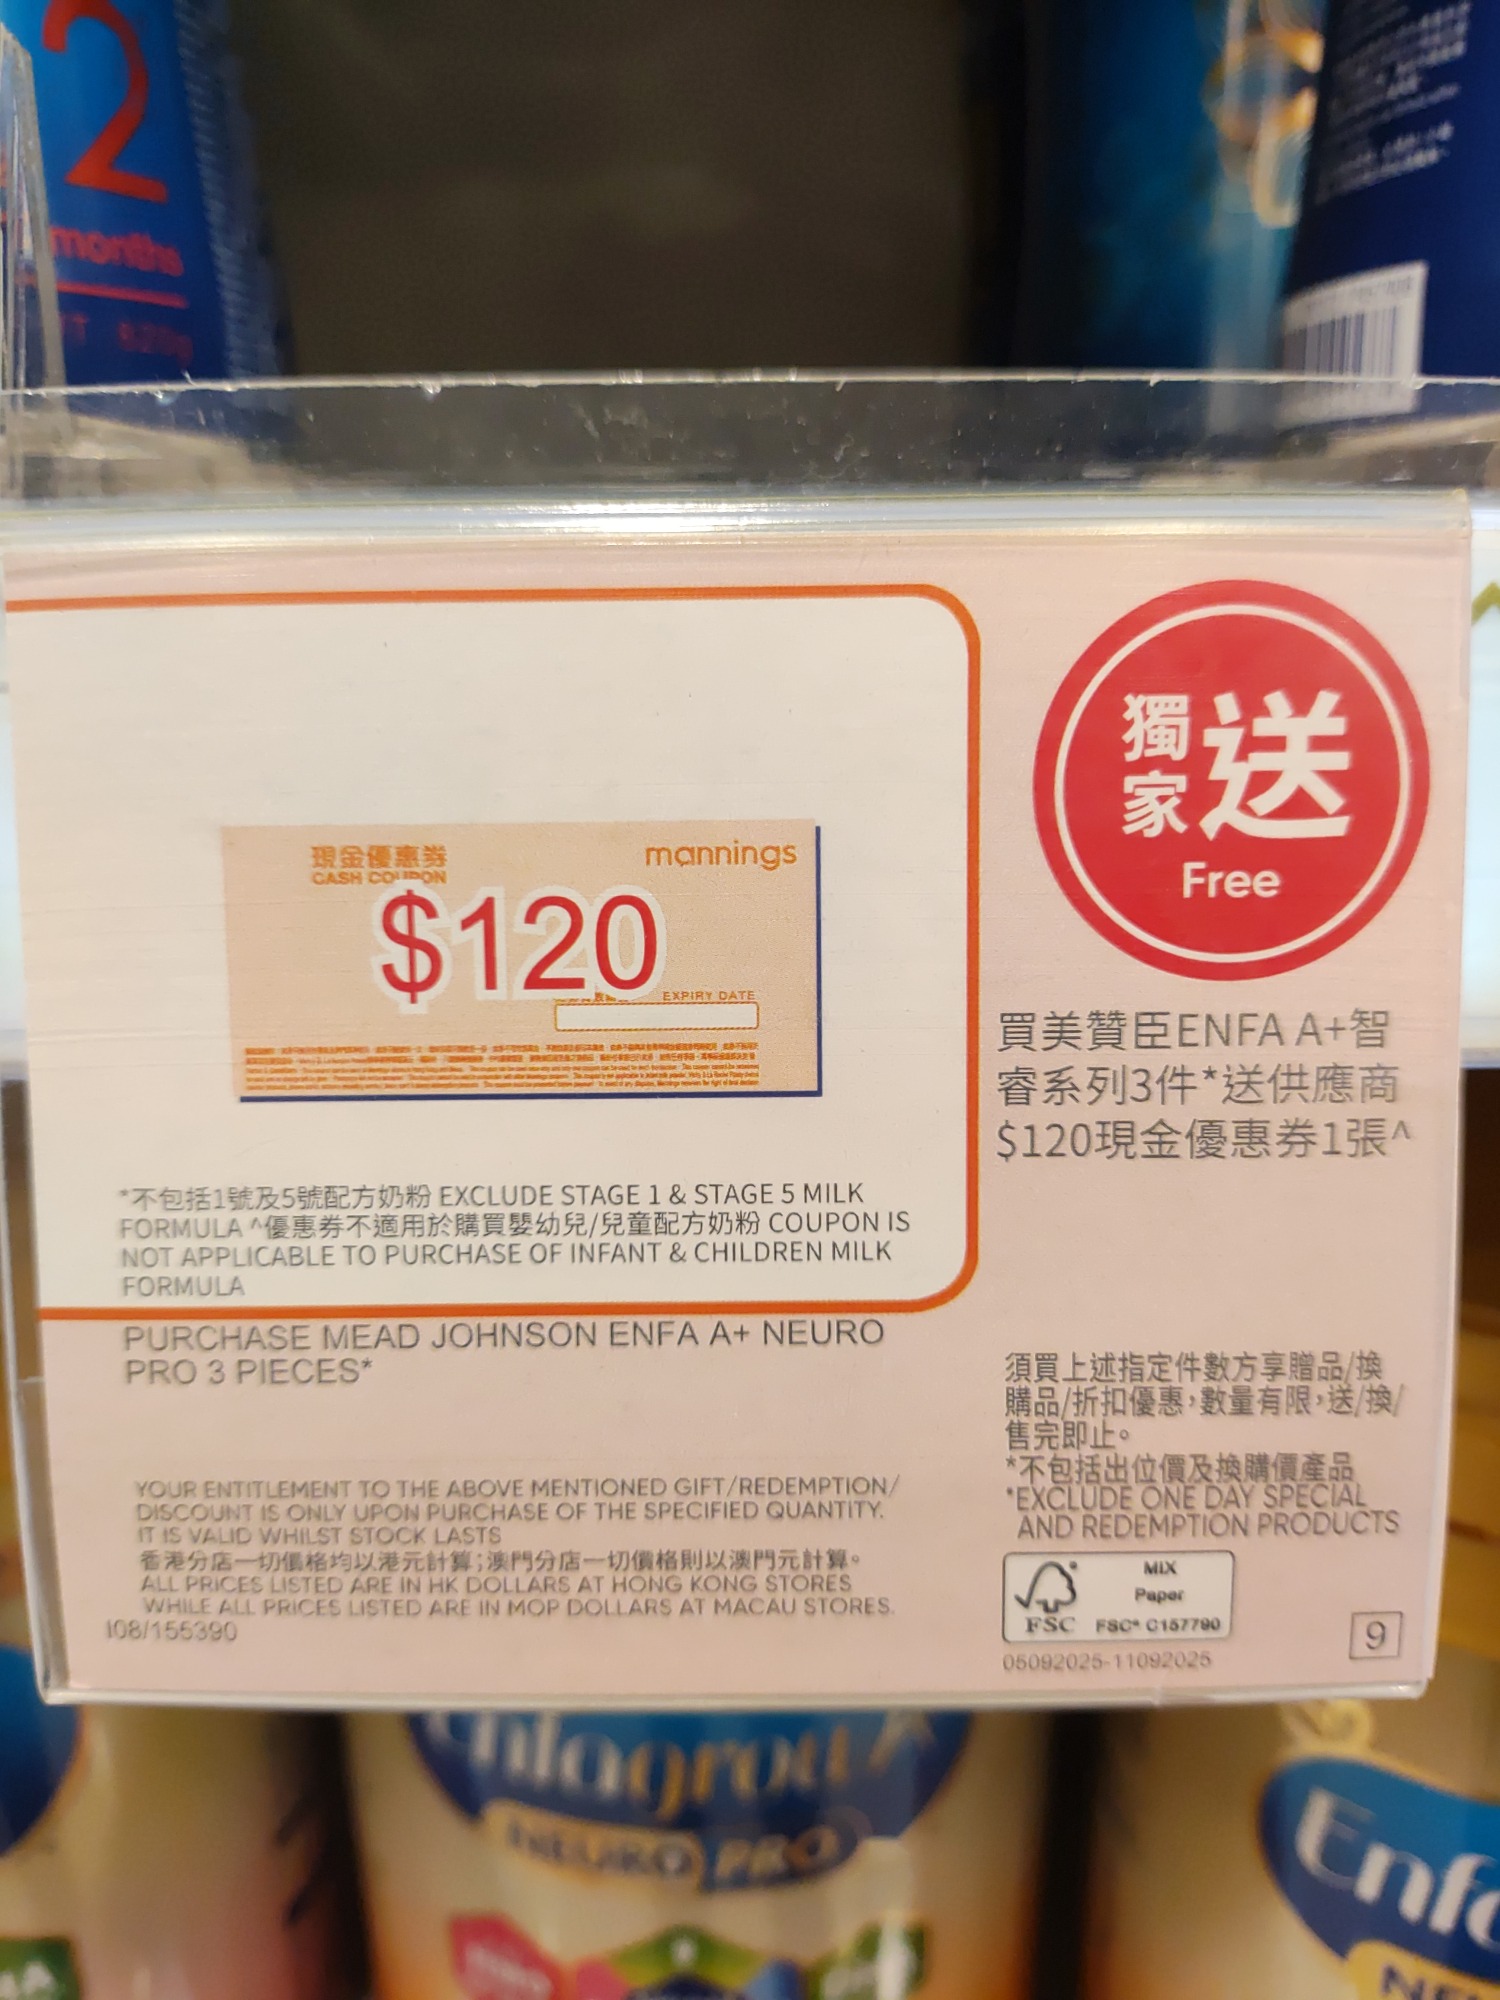 2
months
獨家送
Free
現金優惠券
mannings
CASH COUPON
$120
EXPIRY DATE
買美贊臣ENFA A+智
睿系列3件*送供應商
$120現金優惠券1張^
*不包括1號及5號配方奶粉 EXCLUDE STAGE 1 & STAGE 5 MILK
FORMULA ^優惠券不適用於購買嬰幼兒/兒童配方奶粉 COUPON IS
NOT APPLICABLE TO PURCHASE OF INFANT & CHILDREN MILK
FORMULA
PURCHASE MEAD JOHNSON ENFA A+ NEURO
PRO 3 PIECES*
須買上述指定件數方享贈品/換
購品/折扣優惠,數量有限,送/換/
售完即止。
*不包括出位價及換購價產品
*EXCLUDE ONE DAY SPECIAL
AND REDEMPTION PRODUCTS
YOUR ENTITLEMENT TO THE ABOVE MENTIONED GIFT/REDEMPTION/
DISCOUNT IS ONLY UPON PURCHASE OF THE SPECIFIED QUANTITY.
IT IS VALID WHILST STOCK LASTS
香港分店一切價格均以港元計算;澳門分店一切價格則以澳門元計算。
ALL PRICES LISTED ARE IN HK DOLLARS AT HONG KONG STORES
WHILE ALL PRICES LISTED ARE IN MOP DOLLARS AT MACAU STORES.
I08/155390
MIX
Paper
FSC FSC® C157790
05092025-11092025
9
NEURO PRO